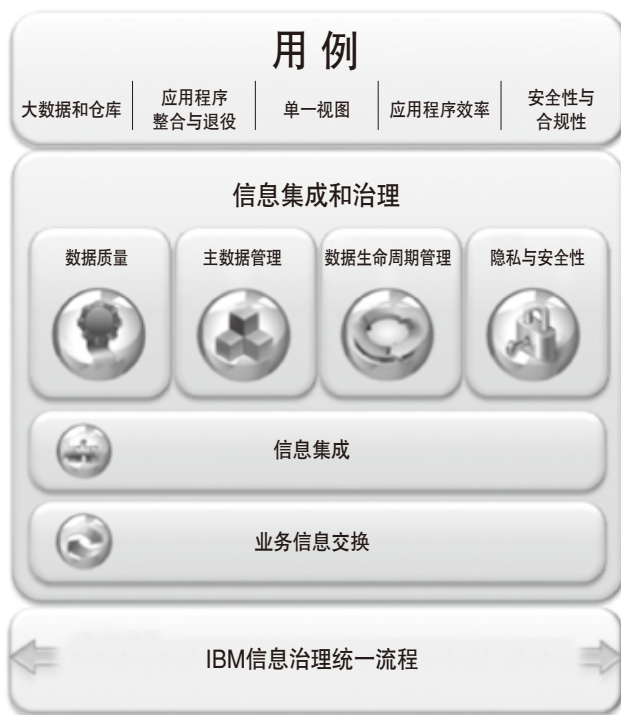 用例
大数据和仓库
应用程序
整合与退役
单一视图
应用程序效率
安全性与
合规性
信息集成和治理
数据质量
主数据管理
数据生命周期管理
隐私与安全性
信息集成
业务信息交换
IBM信息治理统一流程